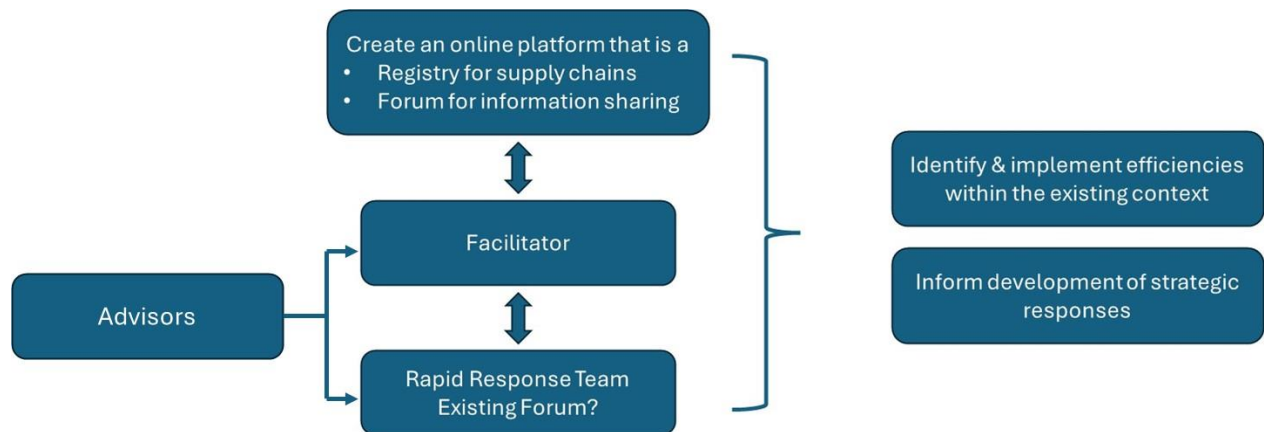 Create an online platform that is a
• Registry for supply chains
• Forum for information sharing
Facilitator
Advisors
Rapid Response Team
Existing Forum?
Identify & implement efficiencies
within the existing context
Inform development of strategic
responses